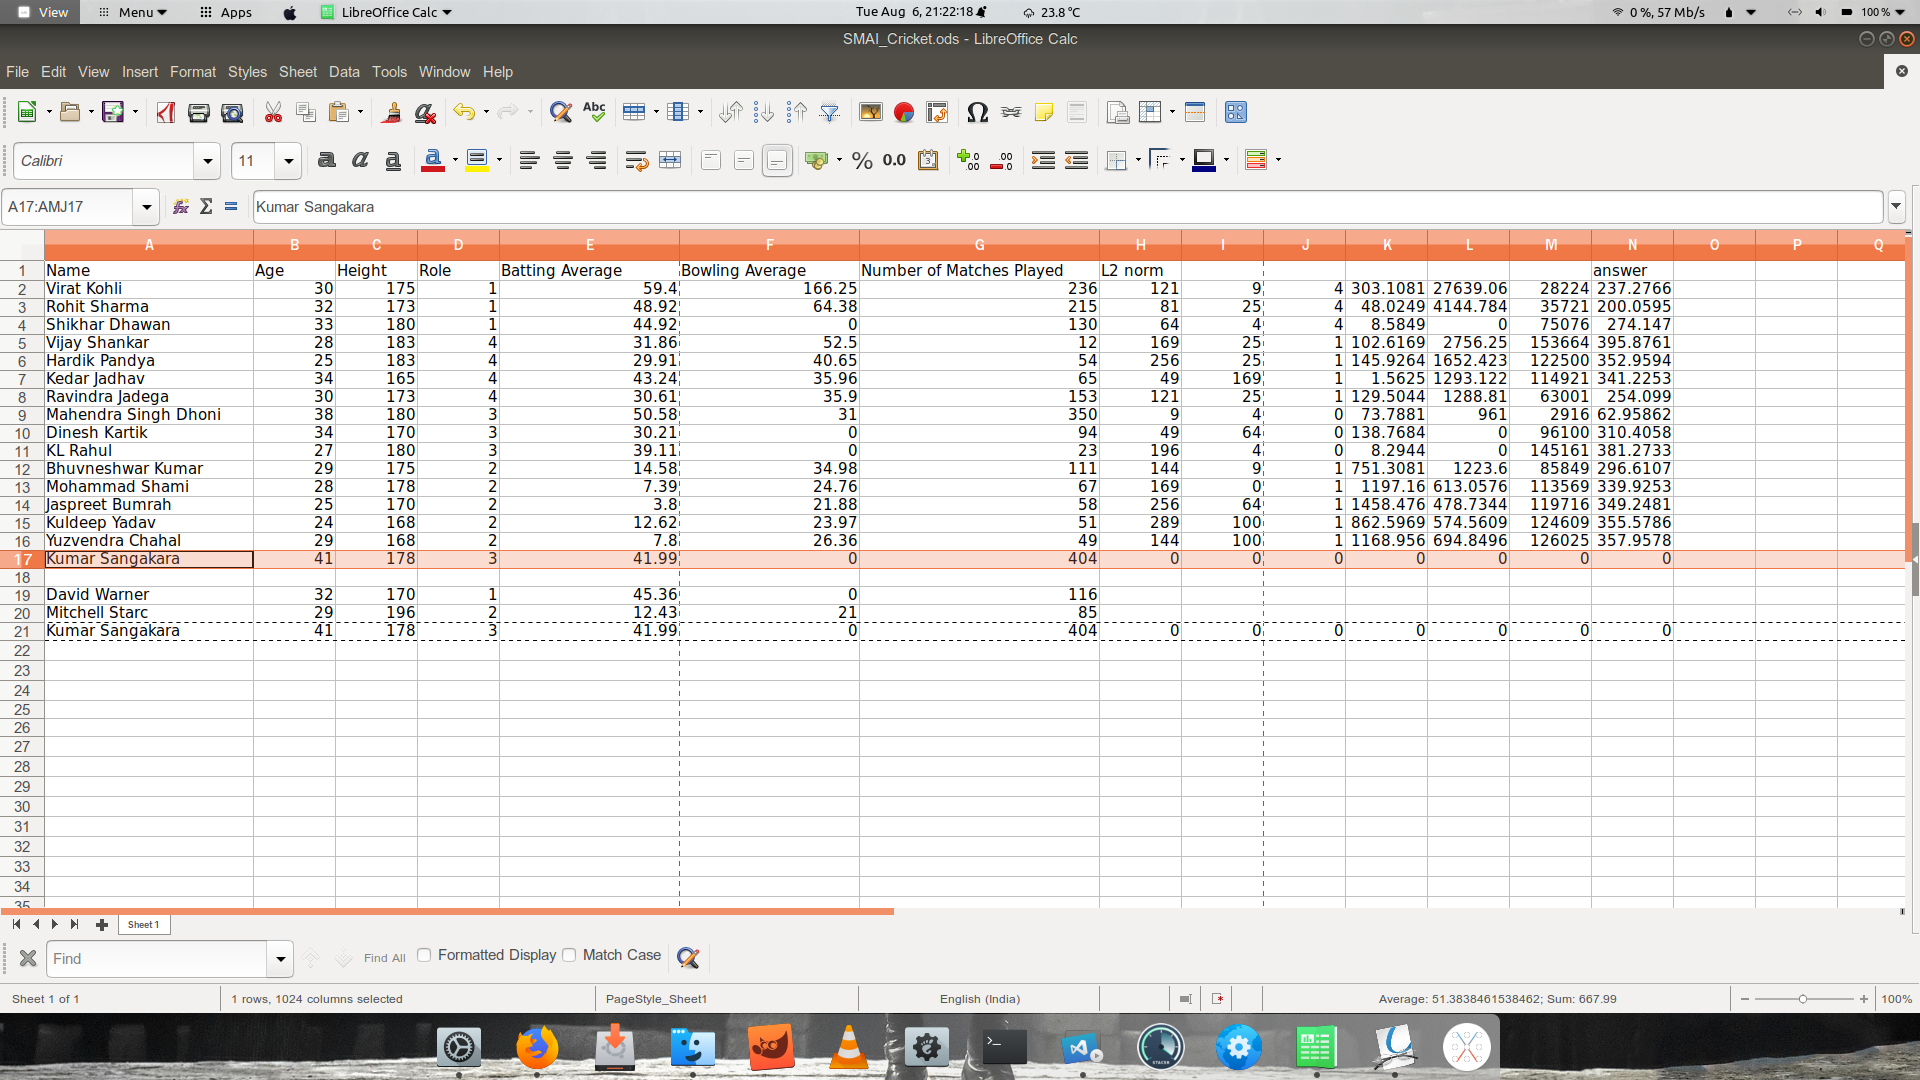 View Menu Apps LibreOffice Calc Tue Aug 6, 21:22:18 23.8 °C 0 %, 57 Mb/s 100 %
SMAI_Cricket.ods - LibreOffice Calc
File Edit View Insert Format Styles Sheet Data Tools Window Help
Calibri 11
A17:AMJ17 Kumar Sangakara
A B C D E F G H I J K L M N O P Q
1 Name Age Height Role Batting Average Bowling Average Number of Matches Played L2 norm answer
2 Virat Kohli 30 175 1 59.4 166.25 236 121 9 4 303.1081 27639.06 28224 237.2766
3 Rohit Sharma 32 173 1 48.92 64.38 215 81 25 4 48.0249 4144.784 35721 200.0595
4 Shikhar Dhawan 33 180 1 44.92 0 130 64 4 4 8.5849 0 75076 274.147
5 Vijay Shankar 28 183 4 31.86 52.5 12 169 25 1 102.6169 2756.25 153664 395.8761
6 Hardik Pandya 25 183 4 29.91 40.65 54 256 25 1 145.9264 1652.423 122500 352.9594
7 Kedar Jadhav 34 165 4 43.24 35.96 65 49 169 1 1.5625 1293.122 114921 341.2253
8 Ravindra Jadega 30 173 4 30.61 35.9 153 121 25 1 129.5044 1288.81 63001 254.099
9 Mahendra Singh Dhoni 38 180 3 50.58 31 350 9 4 0 73.7881 961 2916 62.95862
10 Dinesh Kartik 34 170 3 30.21 0 94 49 64 0 138.7684 0 96100 310.4058
11 KL Rahul 27 180 3 39.11 0 23 196 4 0 8.2944 0 145161 381.2733
12 Bhuvneshwar Kumar 29 175 2 14.58 34.98 111 144 9 1 751.3081 1223.6 85849 296.6107
13 Mohammad Shami 28 178 2 7.39 24.76 67 169 0 1 1197.16 613.0576 113569 339.9253
14 Jaspreet Bumrah 25 170 2 3.8 21.88 58 256 64 1 1458.476 478.7344 119716 349.2481
15 Kuldeep Yadav 24 168 2 12.62 23.97 51 289 100 1 862.5969 574.5609 124609 355.5786
16 Yuzvendra Chahal 29 168 2 7.8 26.36 49 144 100 1 1168.956 694.8496 126025 357.9578
17 Kumar Sangakara 41 178 3 41.99 0 404 0 0 0 0 0 0 0
18
19 David Warner 32 170 1 45.36 0 116
20 Mitchell Starc 29 196 2 12.43 21 85
21 Kumar Sangakara 41 178 3 41.99 0 404 0 0 0 0 0 0 0
22
23
24
25
26
27
28
29
30
31
32
33
34
35
Sheet 1
Find Find All Formatted Display Match Case
Sheet 1 of 1 1 rows, 1024 columns selected PageStyle_Sheet1 English (India) Average: 51.3838461538462; Sum: 667.99 100%